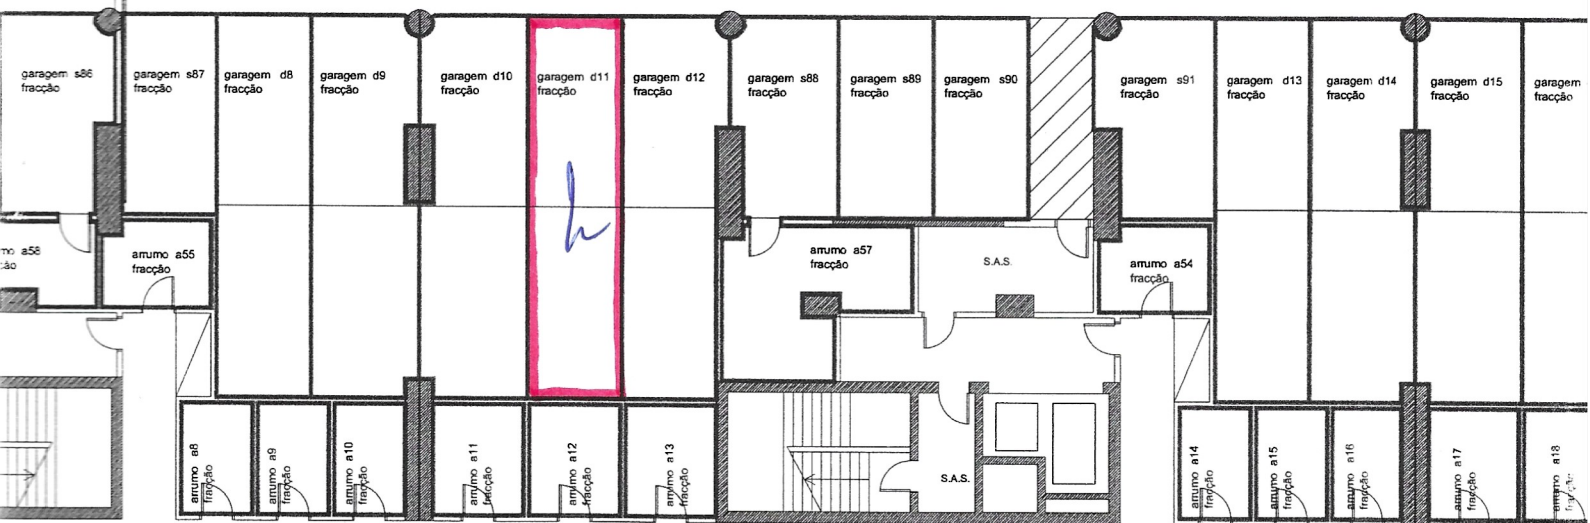 garagem s86
fracção
garagem s87
fracção
garagem d8
fracção
garagem d9
fracção
garagem d10
fracção
garagem d11
fracção
garagem d12
fracção
garagem s88
fracção
garagem s89
fracção
garagem s90
fracção
garagem s91
fracção
garagem d13
fracção
garagem d14
fracção
garagem d15
fracção
garagem
fracção
a58
arrumo a55
fracção
arrumo a57
fracção
S.A.S.
arrumo a54
fracção
arrumo a8
fracção
arrumo a9
fracção
arrumo a10
fracção
arrumo a11
fracção
arrumo a12
fracção
arrumo a13
fracção
S.A.S.
arrumo a14
fracção
arrumo a15
fracção
arrumo a16
fracção
arrumo a17
fracção
arrumo a18
fracção